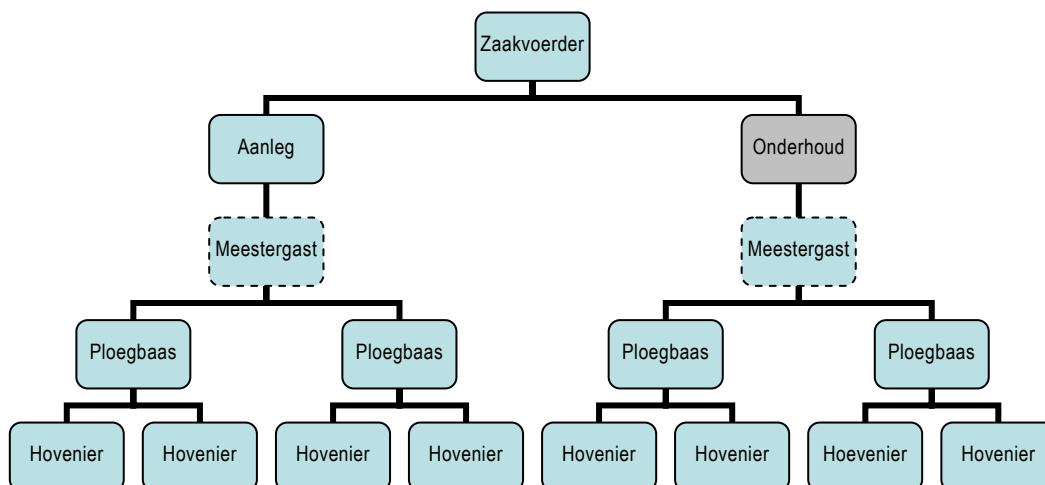 Zaakvoerder
Aanleg
Onderhoud
Meestergast
Meestergast
Ploegbaas
Ploegbaas
Ploegbaas
Ploegbaas
Hovenier
Hovenier
Hovenier
Hovenier
Hovenier
Hovenier
Hoevenier
Hovenier